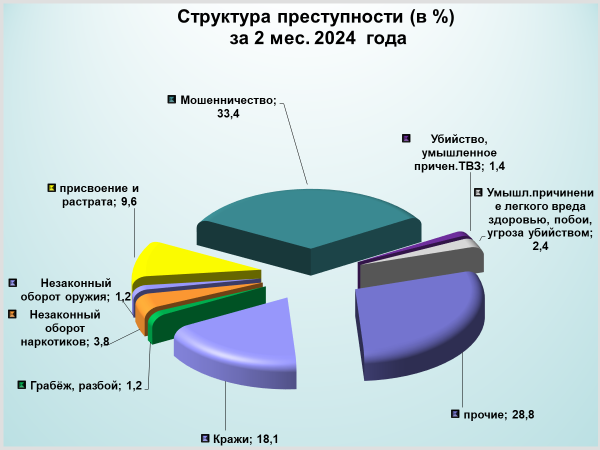 Структура преступности (в %)
за 2 мес. 2024 года
Мошенничество;
33,4
Убийство,
умышленное
причен.ТВЗ; 1,4
Умышл.причинени
е легкого вреда
здоровью, побои,
угроза убийством;
2,4
присвоение и
растрата; 9,6
Незаконный
оборот оружия; 1,2
Незаконный
оборот
наркотиков; 3,8
Грабёж, разбой; 1,2
Кражи; 18,1
прочие; 28,8